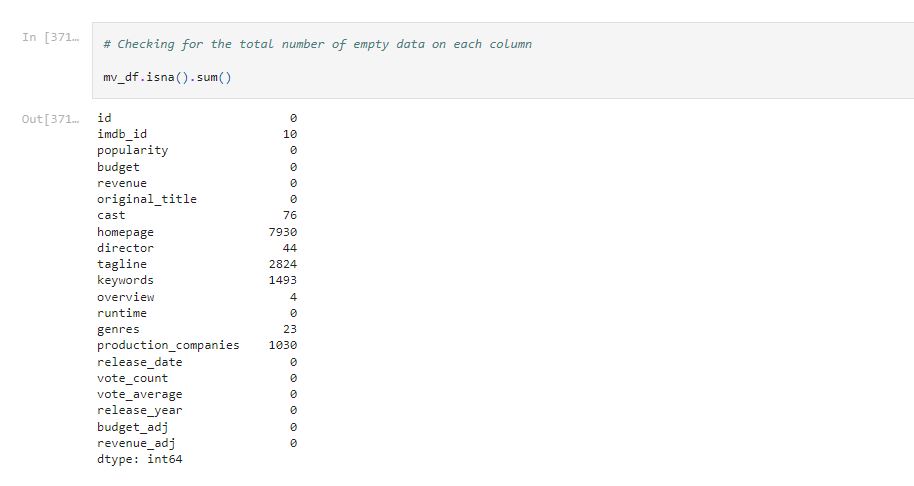 In [371…
# Checking for the total number of empty data on each column
mv_df.isna().sum()
Out[371…
id 0
imdb_id 10
popularity 0
budget 0
revenue 0
original_title 0
cast 76
homepage 7930
director 44
tagline 2824
keywords 1493
overview 4
runtime 0
genres 23
production_companies 1030
release_date 0
vote_count 0
vote_average 0
release_year 0
budget_adj 0
revenue_adj 0
dtype: int64